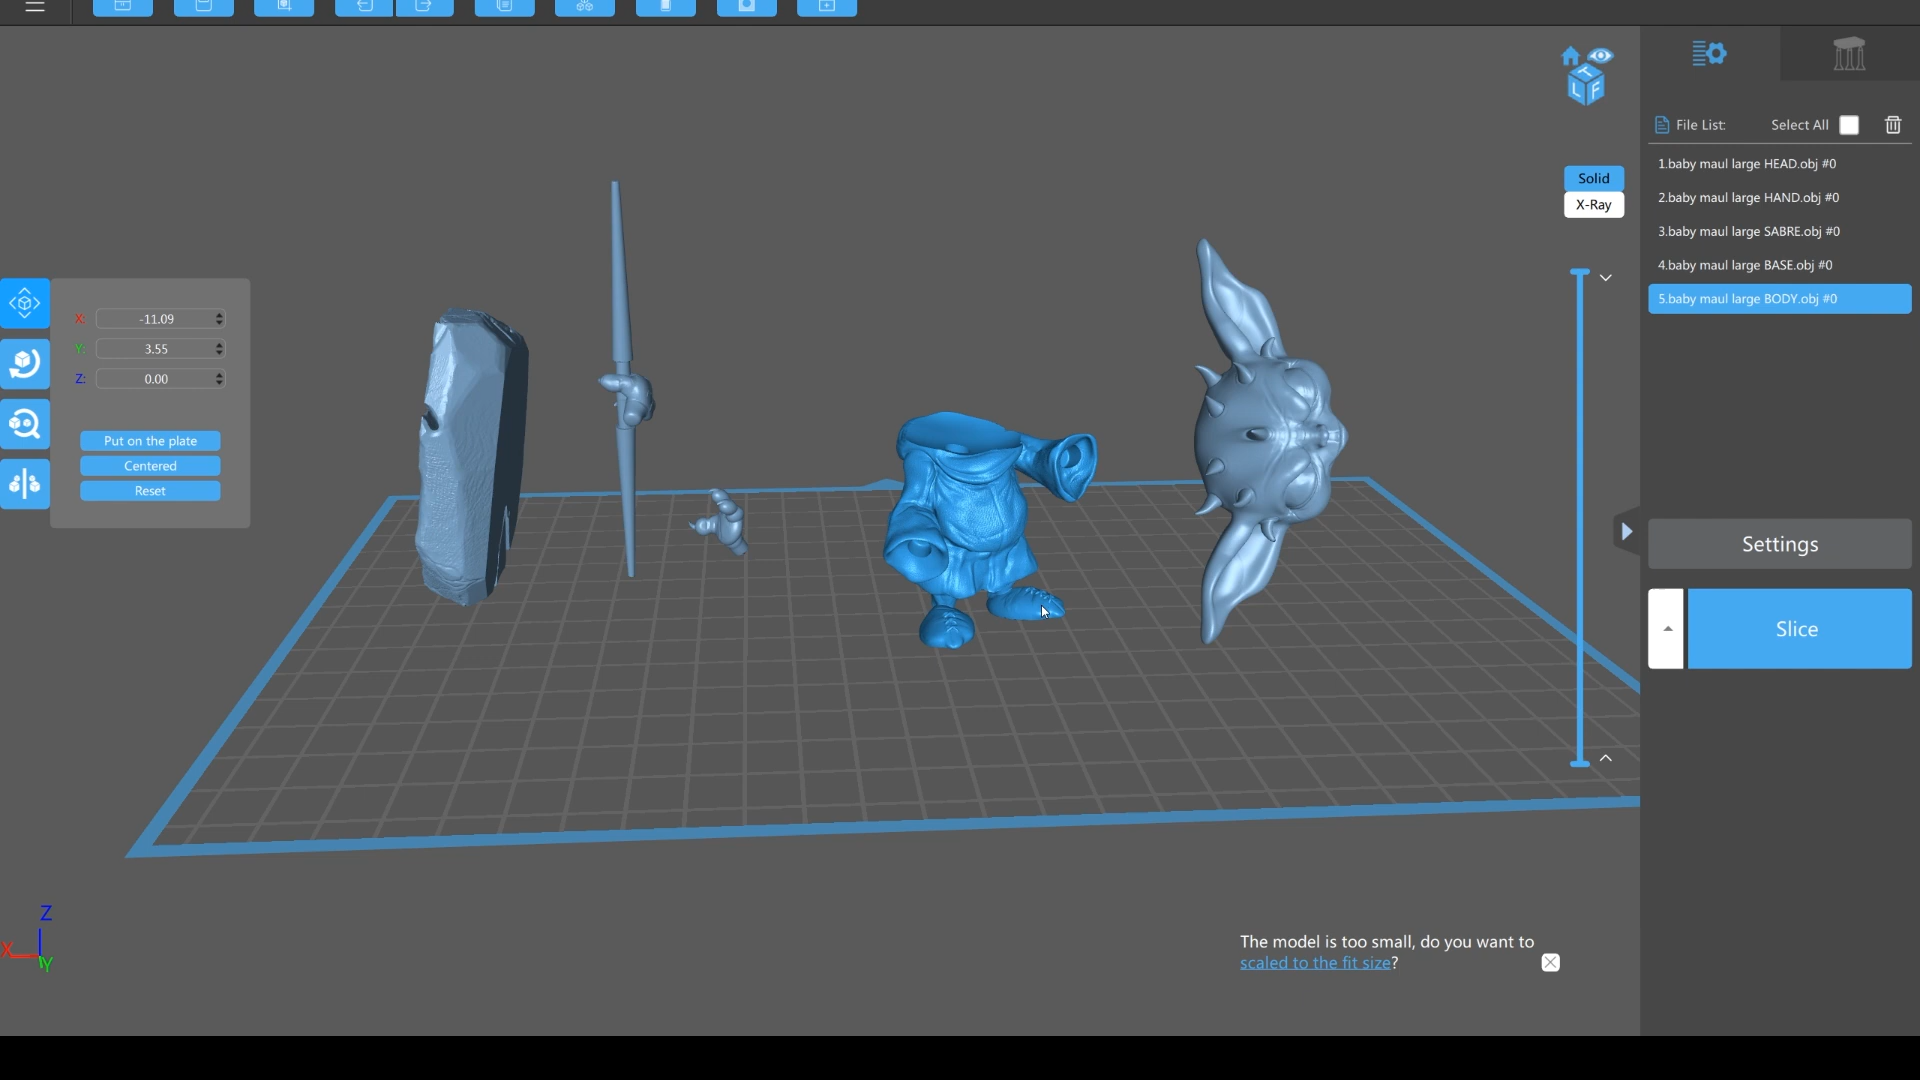 T
L F
File List: Select All
1.baby maul large HEAD.obj #0
2.baby maul large HAND.obj #0
3.baby maul large SABRE.obj #0
4.baby maul large BASE.obj #0
5.baby maul large BODY.obj #0
Solid
X-Ray
X: -11.09
Y: 3.55
Z: 0.00
Put on the plate
Centered
Reset
Settings
Slice
Z
X
Y
The model is too small, do you want to
scaled to the fit size?